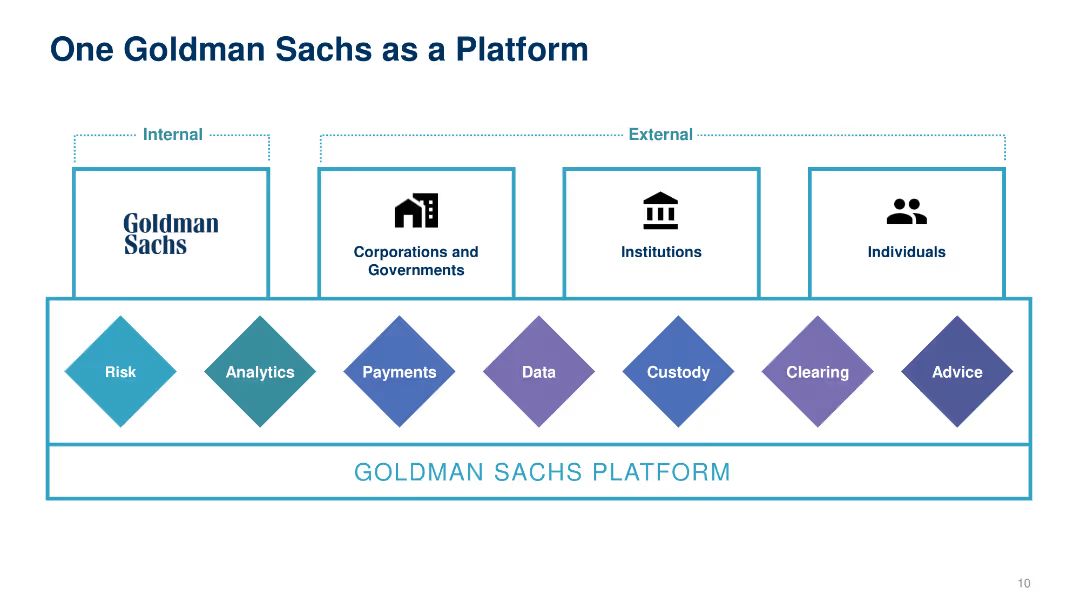 One Goldman Sachs as a Platform
Internal
External
Goldman
Sachs
Corporations and
Governments
Institutions
Individuals
Risk
Analytics
Payments
Data
Custody
Clearing
Advice
GOLDMAN SACHS PLATFORM
10